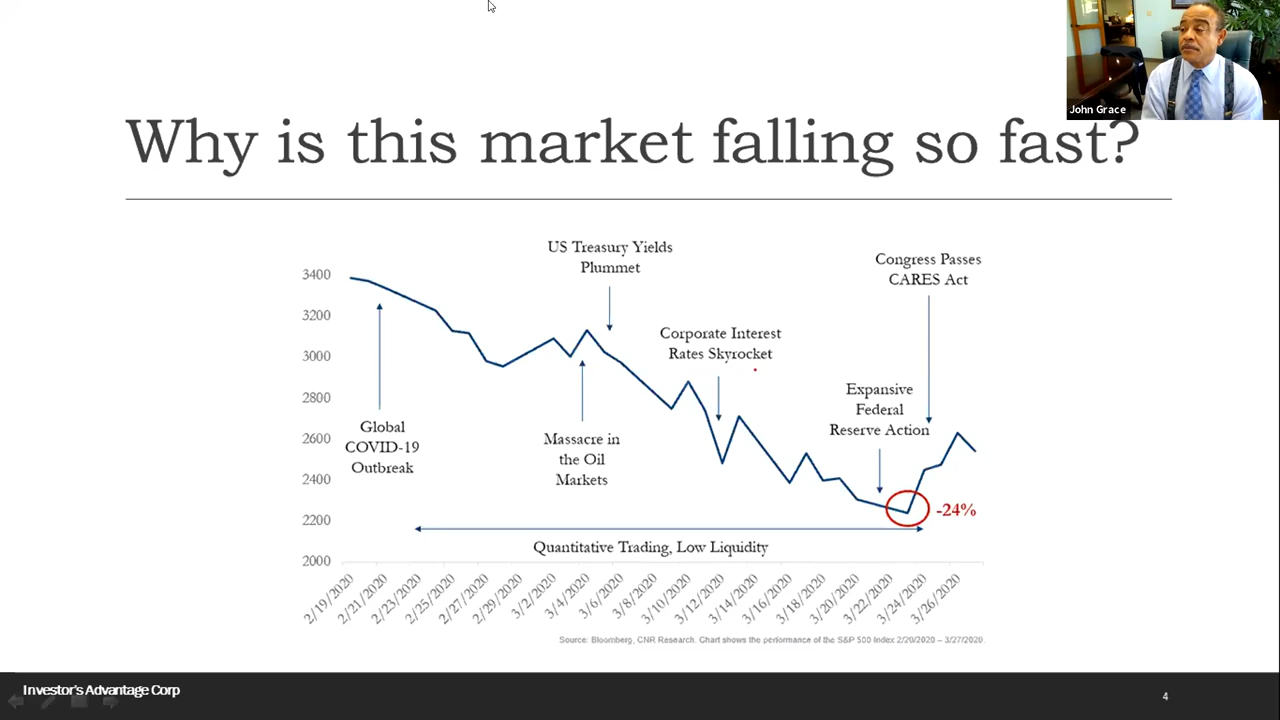 John Grace
Why is this market falling so fast?
US Treasury Yields
Plummet
Congress Passes
CARES Act
Corporate Interest
Rates Skyrocket
Expansive
Federal
Reserve Action
Global
COVID-19
Outbreak
Massacre in
the Oil
Markets
-24%
Quantitative Trading, Low Liquidity
3400
3200
3000
2800
2600
2400
2200
2000
2/19/2020
2/21/2020
2/23/2020
2/25/2020
2/27/2020
2/29/2020
3/2/2020
3/4/2020
3/6/2020
3/8/2020
3/10/2020
3/12/2020
3/14/2020
3/16/2020
3/18/2020
3/20/2020
3/22/2020
3/24/2020
3/26/2020
Source: Bloomberg, CNR Research. Chart shows the performance of the S&P 500 Index 2/20/2020 – 3/27/2020.
Investor's Advantage Corp
4